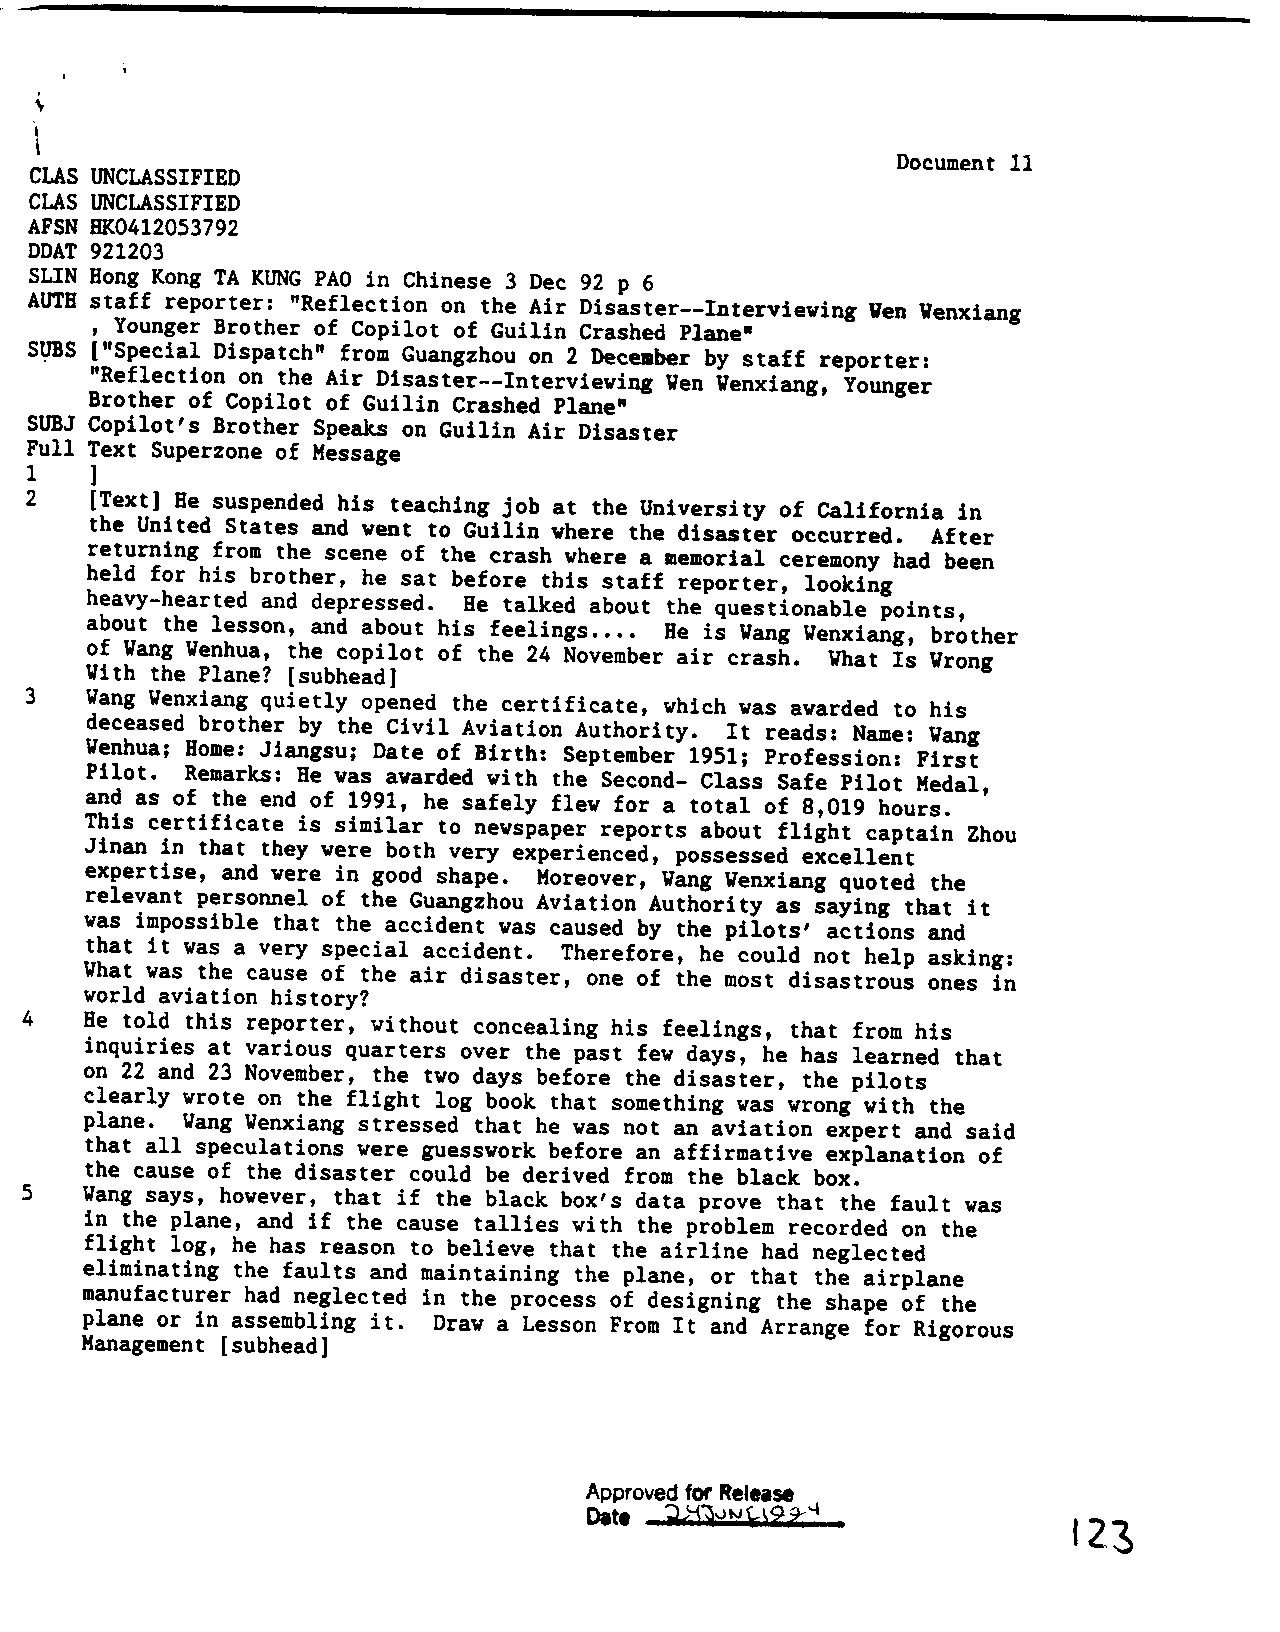 Document 11
CLAS UNCLASSIFIED
CLAS UNCLASSIFIED
AFSN HK0412053792
DDAT 921203
SLIN Hong Kong TA KUNG PAO in Chinese 3 Dec 92 p 6
AUTH staff reporter: "Reflection on the Air Disaster--Interviewing Wen Wenxiang
, Younger Brother of Copilot of Guilin Crashed Plane"
SUBS ["Special Dispatch" from Guangzhou on 2 December by staff reporter:
"Reflection on the Air Disaster--Interviewing Wen Wenxiang, Younger
Brother of Copilot of Guilin Crashed Plane"
SUBJ Copilot's Brother Speaks on Guilin Air Disaster
Full Text Superzone of Message
1 ]
2 [Text] He suspended his teaching job at the University of California in
the United States and went to Guilin where the disaster occurred. After
returning from the scene of the crash where a memorial ceremony had been
held for his brother, he sat before this staff reporter, looking
heavy-hearted and depressed. He talked about the questionable points,
about the lesson, and about his feelings.... He is Wang Wenxiang, brother
of Wang Wenhua, the copilot of the 24 November air crash. What Is Wrong
With the Plane? [subhead]
3 Wang Wenxiang quietly opened the certificate, which was awarded to his
deceased brother by the Civil Aviation Authority. It reads: Name: Wang
Wenhua; Home: Jiangsu; Date of Birth: September 1951; Profession: First
Pilot. Remarks: He was awarded with the Second- Class Safe Pilot Medal,
and as of the end of 1991, he safely flew for a total of 8,019 hours.
This certificate is similar to newspaper reports about flight captain Zhou
Jinan in that they were both very experienced, possessed excellent
expertise, and were in good shape. Moreover, Wang Wenxiang quoted the
relevant personnel of the Guangzhou Aviation Authority as saying that it
was impossible that the accident was caused by the pilots' actions and
that it was a very special accident. Therefore, he could not help asking:
What was the cause of the air disaster, one of the most disastrous ones in
world aviation history?
4 He told this reporter, without concealing his feelings, that from his
inquiries at various quarters over the past few days, he has learned that
on 22 and 23 November, the two days before the disaster, the pilots
clearly wrote on the flight log book that something was wrong with the
plane. Wang Wenxiang stressed that he was not an aviation expert and said
that all speculations were guesswork before an affirmative explanation of
the cause of the disaster could be derived from the black box.
5 Wang says, however, that if the black box's data prove that the fault was
in the plane, and if the cause tallies with the problem recorded on the
flight log, he has reason to believe that the airline had neglected
eliminating the faults and maintaining the plane, or that the airplane
manufacturer had neglected in the process of designing the shape of the
plane or in assembling it. Draw a Lesson From It and Arrange for Rigorous
Management [subhead]
Approved for Release
Date 24JUNE1994
123